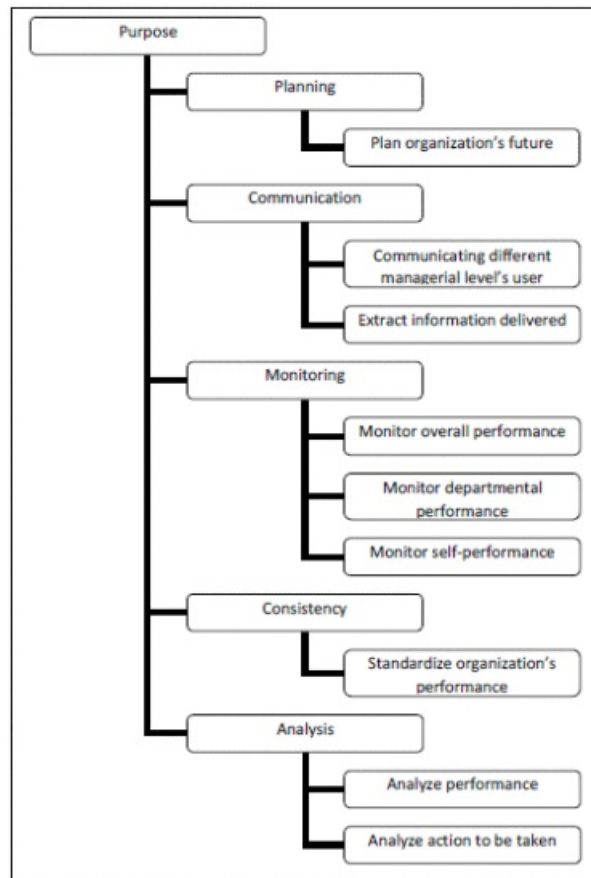 Purpose
Planning
Plan organization's future
Communication
Communicating different
managerial level's user
Extract information delivered
Monitoring
Monitor overall performance
Monitor departmental
performance
Monitor self-performance
Consistency
Standardize organization's
performance
Analysis
Analyze performance
Analyze action to be taken